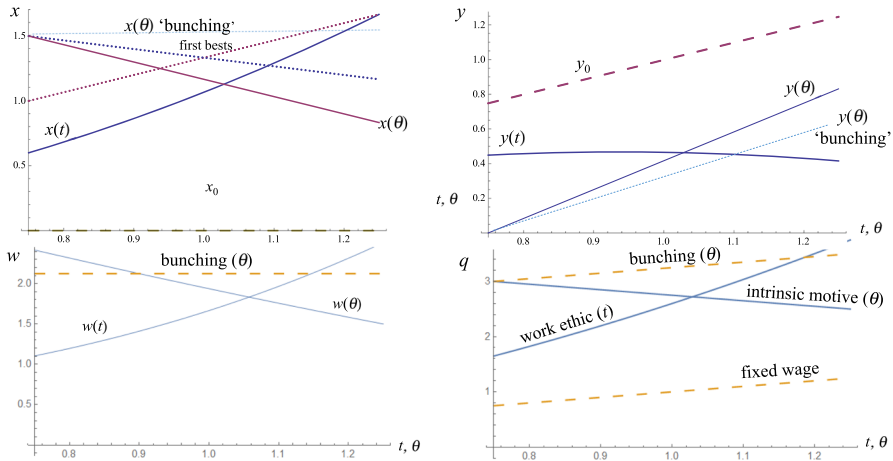 x
x(θ) ‘bunching’
first bests
1.5
1.0
0.5
x(t)
x(θ)
x₀
0.8 0.9 1.0 1.1 1.2
t, θ
y
1.2
1.0
0.8
0.6
0.4
0.2
y₀
y(θ)
y(θ)
‘bunching’
y(t)
0.8 0.9 1.0 1.1 1.2
t, θ
w
bunching (θ)
2.0
1.5
1.0
0.5
w(t)
w(θ)
0.8 0.9 1.0 1.1 1.2
t, θ
q
bunching (θ)
3
2
1
intrinsic motive (θ)
work ethic (t)
fixed wage
0.8 0.9 1.0 1.1 1.2
t, θ